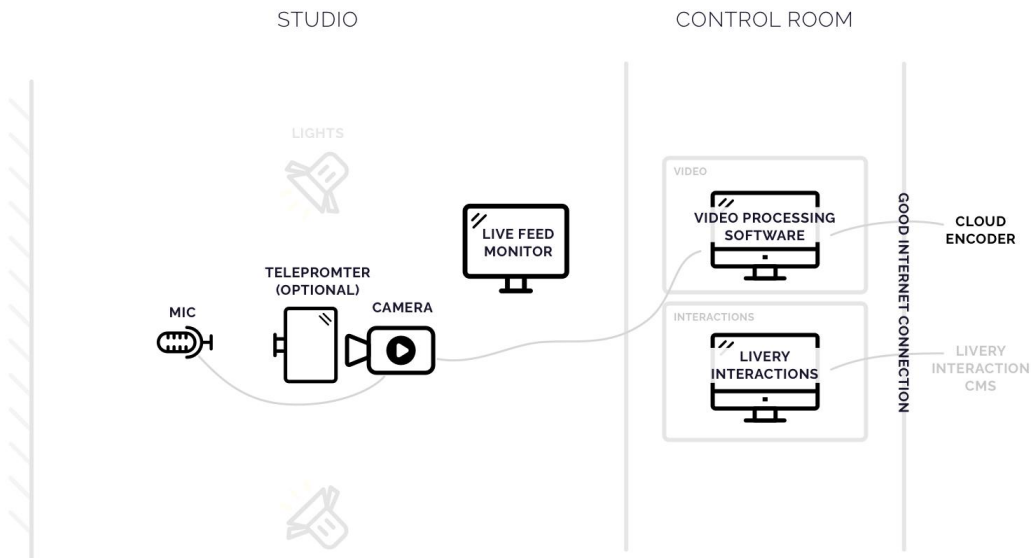 STUDIO
CONTROL ROOM
LIGHTS
VIDEO
LIVE FEED
MONITOR
VIDEO PROCESSING
SOFTWARE
GOOD INTERNET CONNECTION
CLOUD
ENCODER
TELEPROMTER
(OPTIONAL)
MIC
CAMERA
INTERACTIONS
LIVERY
INTERACTIONS
LIVERY
INTERACTION
CMS